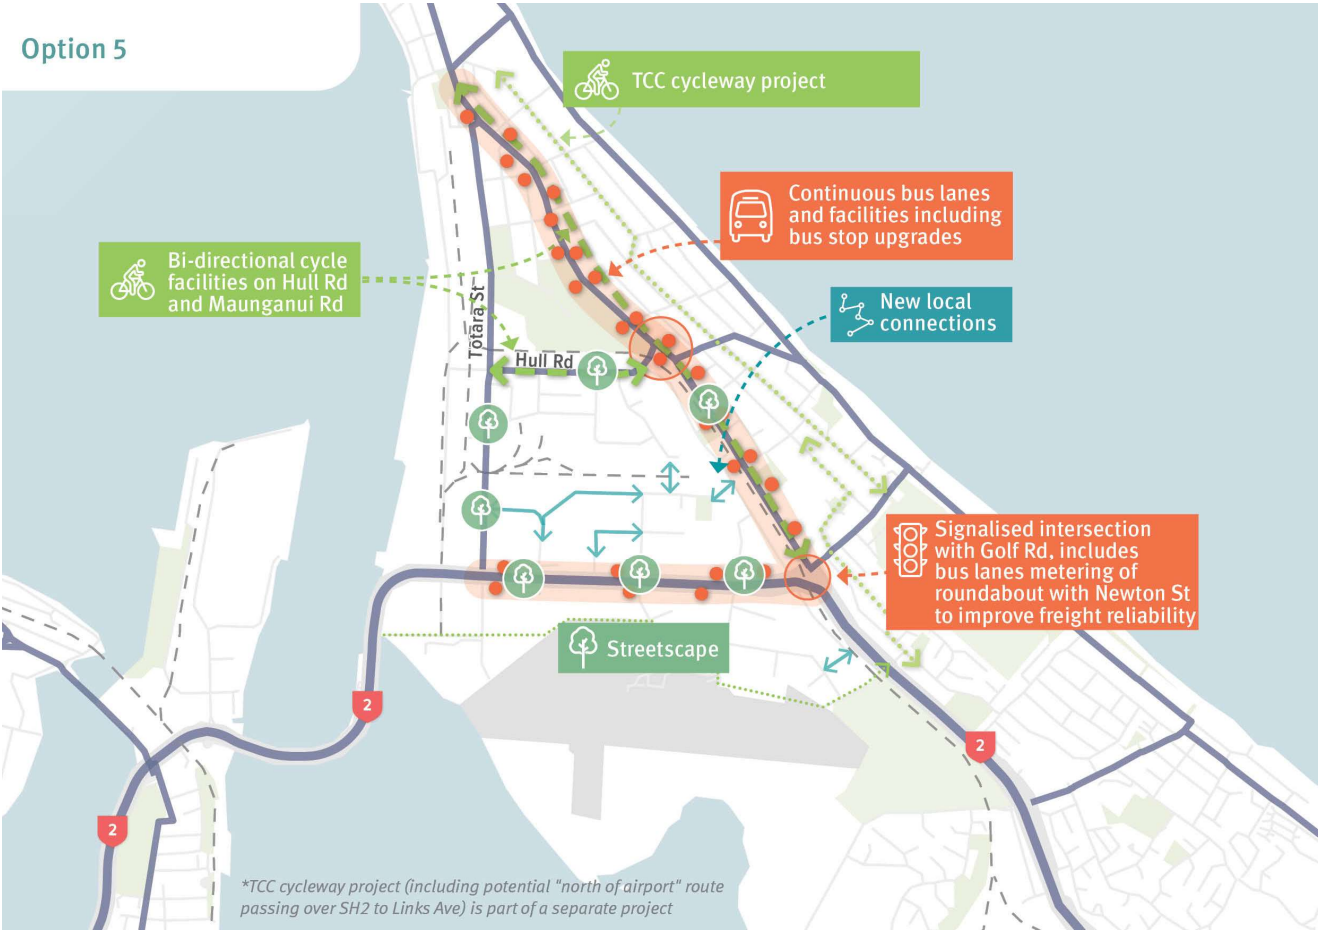 Option 5
TCC cycleway project
Continuous bus lanes
and facilities including
bus stop upgrades
Bi-directional cycle
facilities on Hull Rd
and Maunganui Rd
New local
connections
Totara St
Hull Rd
Signalised intersection
with Golf Rd, includes
bus lanes metering of
roundabout with Newton St
to improve freight reliability
Streetscape
2
2
2
*TCC cycleway project (including potential "north of airport" route
passing over SH2 to Links Ave) is part of a separate project